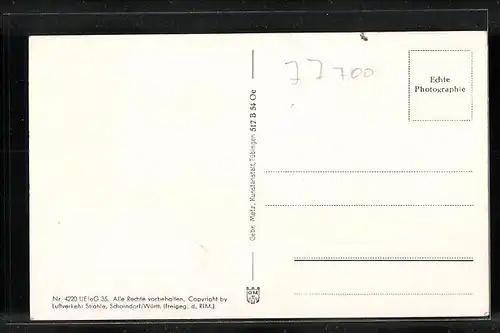 77700
Echte
Photographie
Gebr. Metz, Kunstanstalt, Tübingen 517 B 54 Oe
Nr. 4220 UEleG 35. Alle Rechte vorbehalten, Copyright by
Luftverkehr Strähle, Schorndorf/Württ. (freigeg. d. RLM.)